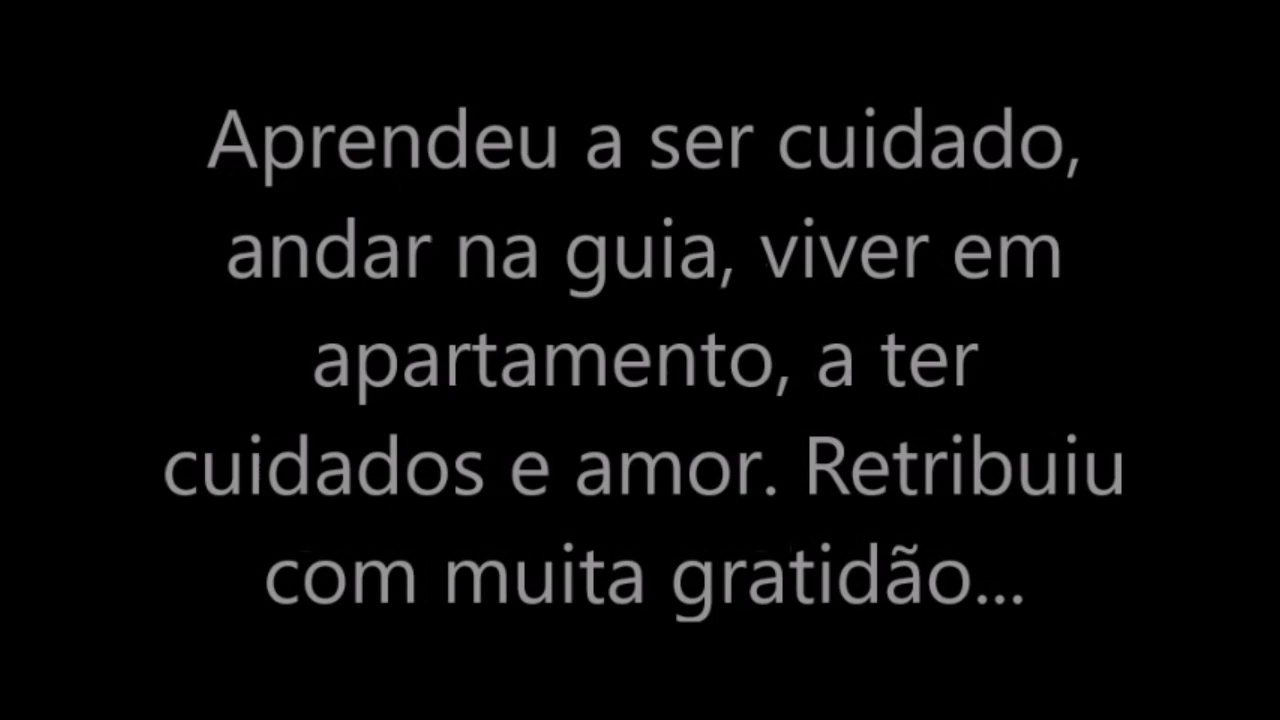 Aprendeu a ser cuidado,
andar na guia, viver em
apartamento, a ter
cuidados e amor. Retribuiu
com muita gratidão...